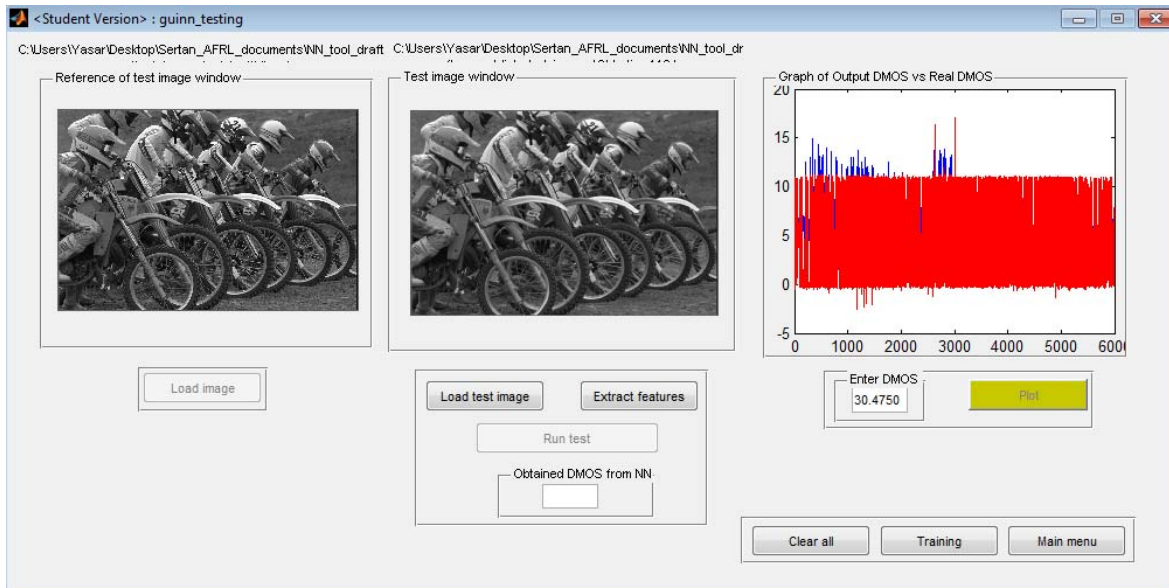 <Student Version> : guinn_testing
C:\Users\Yasar\Desktop\Sertan_AFRL_documents\NN_tool_draft
C:\Users\Yasar\Desktop\Sertan_AFRL_documents\NN_tool_dr
Reference of test image window
Test image window
Graph of Output DMOS vs Real DMOS
20
15
10
5
0
-5
0 1000 2000 3000 4000 5000 600
Load image
Load test image
Extract features
Run test
Obtained DMOS from NN
Enter DMOS
30.4750
Plot
Clear all
Training
Main menu